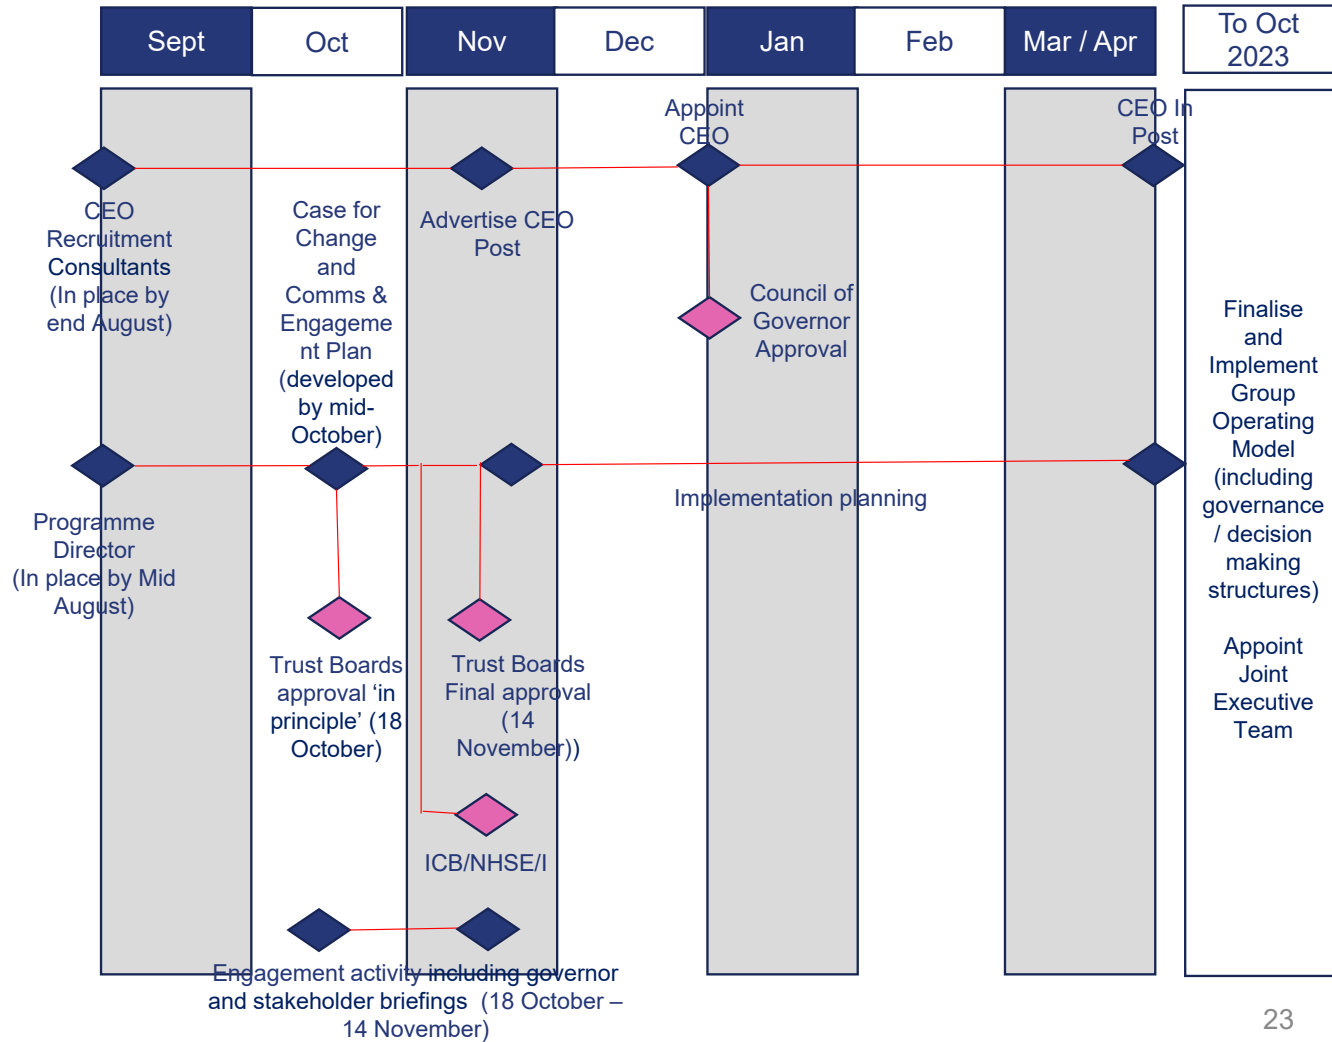 Sept
Oct
Nov
Dec
Jan
Feb
Mar / Apr
To Oct
2023
Appoint
CEO
CEO In
Post
CEO
Recruitment
Consultants
(In place by
end August)
Case for
Change
and
Comms &
Engageme
nt Plan
(developed
by mid-
October)
Advertise CEO
Post
Council of
Governor
Approval
Programme
Director
(In place by Mid
August)
Implementation planning
Trust Boards
approval ‘in
principle’ (18
October)
Trust Boards
Final approval
(14
November))
ICB/NHSE/I
Engagement activity including governor
and stakeholder briefings (18 October –
14 November)
Finalise
and
Implement
Group
Operating
Model
(including
governance
/ decision
making
structures)
Appoint
Joint
Executive
Team
23